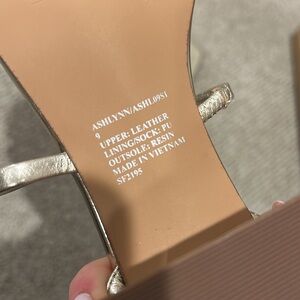 ASHLYNN/ASHL09S1
9
UPPER: LEATHER
LINING/SOCK: PU
OUTSOLE: RESIN
MADE IN VIETNAM
SF2195